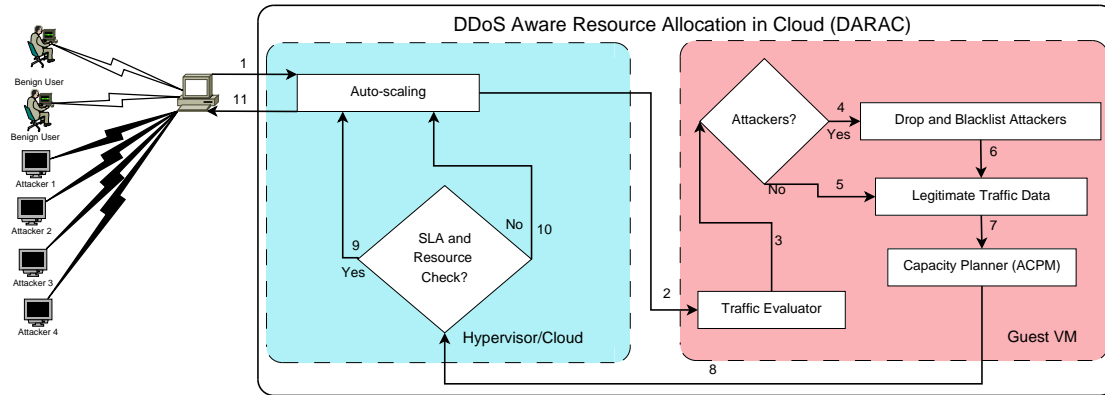 DDoS Aware Resource Allocation in Cloud (DARAC)
Benign User
Benign User
Attacker 1
Attacker 2
Attacker 3
Attacker 4
1
11
Auto-scaling
9
Yes
No
10
SLA and
Resource
Check?
Hypervisor/Cloud
2
Attackers?
4
Yes
Drop and Blacklist Attackers
6
No
5
Legitimate Traffic Data
7
3
Capacity Planner (ACPM)
Traffic Evaluator
Guest VM
8